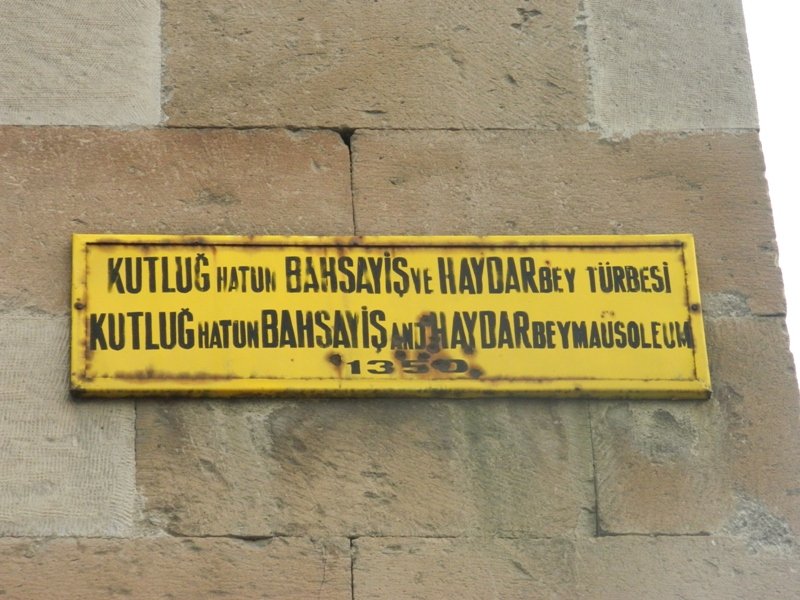 KUTLUĞ HATUN BAHSAYİŞ VE HAYDAR BEY TÜRBESİ
KUTLUĞ HATUN BAHSAYİŞ AND HAYDAR BEY MAUSOLEUM
1350